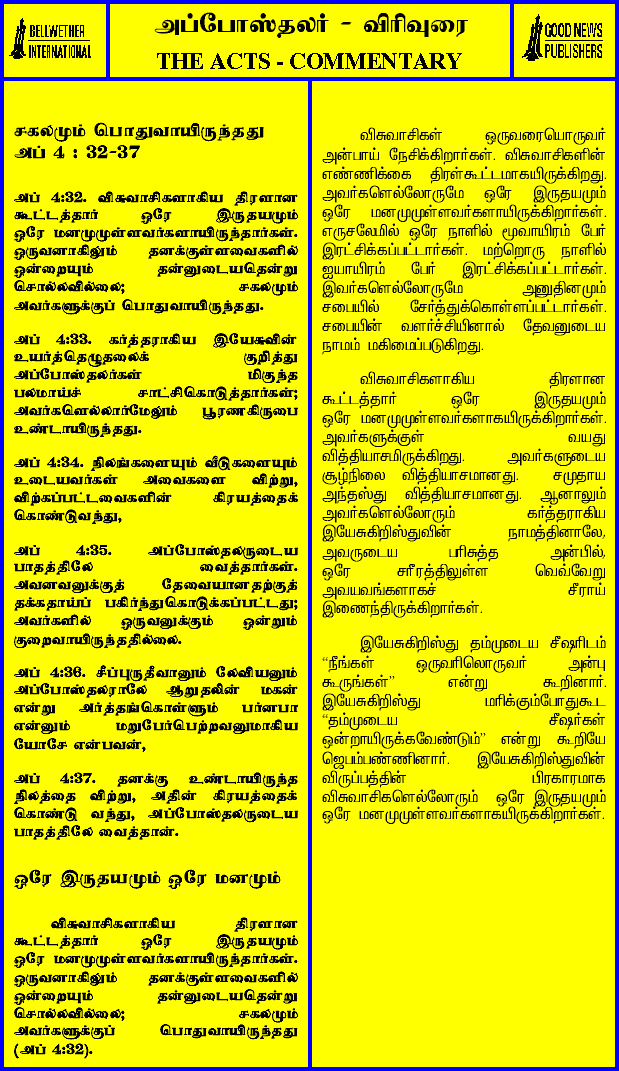 BELLWETHER
INTERNATIONAL
அப்போஸ்தலர் - விரிவுரை
THE ACTS - COMMENTARY
GOOD NEWS
PUBLISHERS
சகலமும் பொதுவாயிருந்தது
அப் 4 : 32-37
அப் 4:32. விசுவாசிகளாகிய திரளான
கூட்டத்தார் ஒரே இருதயமும்
ஒரே மனமுமுள்ளவர்களாயிருந்தார்கள்.
ஒருவனாகிலும் தனக்குள்ளவைகளில்
ஒன்றையும் தன்னுடையதென்று
சொல்லவில்லை; சகலமும்
அவர்களுக்குப் பொதுவாயிருந்தது.
அப் 4:33. கர்த்தராகிய இயேசுவின்
உயிர்த்தெழுதலைக் குறித்து
அப்போஸ்தலர்கள் மிகுந்த
பலமாய்ச் சாட்சிகொடுத்தார்கள்;
அவர்களெல்லார்மேலும் பூரணகிருபை
உண்டாயிருந்தது.
அப் 4:34. நிலங்களையும் வீடுகளையும்
உடையவர்கள் அவைகளை விற்று,
விற்கப்பட்டவைகளின் கிரயத்தைக்
கொண்டுவந்து,
அப் 4:35. அப்போஸ்தலருடைய
பாதத்திலே வைத்தார்கள்.
அவனவனுக்குத் தேவையானதற்குத்
தக்கதாய்ப் பகிர்ந்துகொடுக்கப்பட்டது;
அவர்களில் ஒருவனுக்கும் ஒன்றும்
குறைவாயிருந்ததில்லை.
அப் 4:36. சீப்புருதீவானும் லேவியனும்
அப்போஸ்தலராலே ஆறுதலின் மகன்
என்று அர்த்தங்கொள்ளும் பர்னபா
என்னும் மறுபேர்பெற்றவனுமாகிய
யோசே என்பவன்,
அப் 4:37. தனக்கு உண்டாயிருந்த
நிலத்தை விற்று, அதின் கிரயத்தைக்
கொண்டு வந்து, அப்போஸ்தலருடைய
பாதத்திலே வைத்தான்.
ஒரே இருதயமும் ஒரே மனமும்
விசுவாசிகளாகிய திரளான
கூட்டத்தார் ஒரே இருதயமும்
ஒரே மனமுமுள்ளவர்களாயிருந்தார்கள்.
ஒருவனாகிலும் தனக்குள்ளவைகளில்
ஒன்றையும் தன்னுடையதென்று
சொல்லவில்லை; சகலமும்
அவர்களுக்குப் பொதுவாயிருந்தது
(அப் 4:32).
விசுவாசிகள் ஒருவரையொருவர்
அன்பாய் நேசிக்கிறார்கள். விசுவாசிகளின்
எண்ணிக்கை திரள்கூட்டமாகயிருக்கிறது.
அவர்களெல்லோருமே ஒரே இருதயமும்
ஒரே மனமுமுள்ளவர்களாகயிருக்கிறார்கள்.
எருசலேமில் ஒரே நாளில் மூவாயிரம் பேர்
இரட்சிக்கப்பட்டார்கள். மற்றொரு நாளில்
ஐயாயிரம் பேர் இரட்சிக்கப்பட்டார்கள்.
இவர்களெல்லோருமே அனுதினமும்
சபையில் சேர்த்துக்கொள்ளப்பட்டார்கள்.
சபையின் வளர்ச்சியினால் தேவனுடைய
நாமம் மகிமைப்படுகிறது.
விசுவாசிகளாகிய திரளான
கூட்டத்தார் ஒரே இருதயமும்
ஒரே மனமுமுள்ளவர்களாகயிருக்கிறார்கள்.
அவர்களுக்குள் வயது
வித்தியாசமிருக்கிறது. அவர்களுடைய
சூழ்நிலை வித்தியாசமானது. சமுதாய
அந்தஸ்து வித்தியாசமானது. ஆனாலும்
அவர்களெல்லோரும் கர்த்தராகிய
இயேசுகிறிஸ்துவின் நாமத்தினாலே,
அவருடைய பரிசுத்த அன்பில்,
ஒரே சரீரத்திலுள்ள வெவ்வேறு
அவயவங்களாகச் சீராய்
இணைந்திருக்கிறார்கள்.
இயேசுகிறிஸ்து தம்முடைய சீஷரிடம்
“நீங்கள் ஒருவரிலொருவர் அன்பு
கூருங்கள்” என்று கூறினார்.
இயேசுகிறிஸ்து மரிக்கும்போதுகூட
“தம்முடைய சீஷர்கள்
ஒன்றாயிருக்கவேண்டும்” என்று கூறியே
ஜெபம்பண்ணினார். இயேசுகிறிஸ்துவின்
விருப்பத்தின் பிரகாரமாக
விசுவாசிகளெல்லோரும் ஒரே இருதயமும்
ஒரே மனமுமுள்ளவர்களாகயிருக்கிறார்கள்.